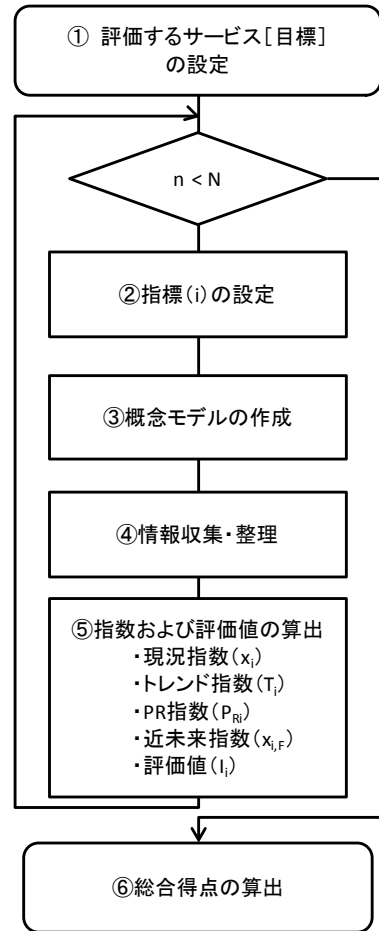 ① 評価するサービス[目標]
の設定
n < N
②指標(i)の設定
③概念モデルの作成
④情報収集・整理
⑤指数および評価値の算出
・現況指数(xi)
・トレンド指数(Ti)
・PR指数(PRi)
・近未来指数(xi,F)
・評価値(Ii)
⑥総合得点の算出